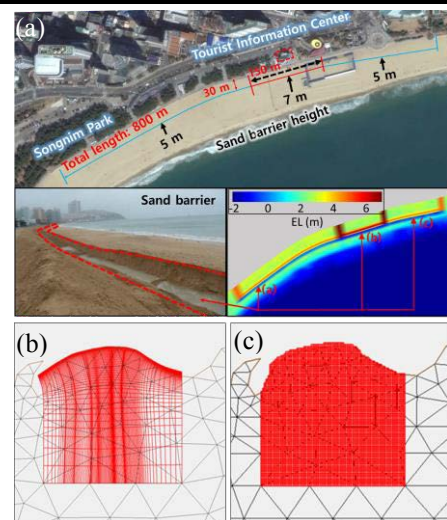 (a)
Tourist Information Center
150 m
30 m
5 m
7 m
Songnim Park
Total length: 800 m
5 m
Sand barrier height
Sand barrier
-2 0 2 4 6
EL (m)
(a)
(b)
(c)
(b)
(c)